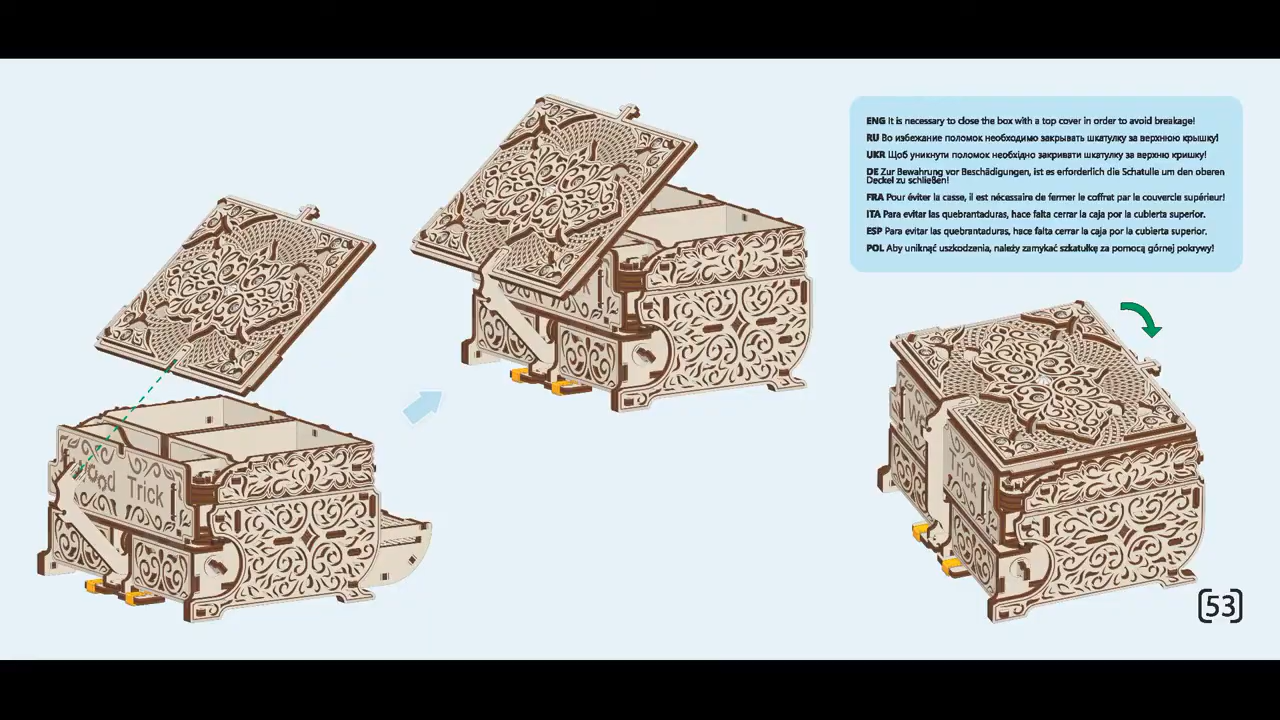 ENG It is necessary to close the box with a top cover in order to avoid breakage!
RU Во избежание поломок необходимо закрывать шкатулку за верхнюю крышку!
UKR Щоб уникнути поломок необхідно закривати шкатулку за верхню кришку!
DE Zur Bewahrung vor Beschädigungen, ist es erforderlich die Schatulle um den oberen
Deckel zu schließen!
FRA Pour éviter la casse, il est nécessaire de fermer le coffrat par le couvercle supérieur!
ITA Para evitar las quebrantaduras, hace falta cerrar la caja por la cubierta superior.
ESP Para evitar las quebrantaduras, hace falta cerrar la caja por la cubierta superior.
POL Aby uniknąć uszkodzenia, należy zamykać szkatułkę za pomocą górnej pokrywy!
Trick
Trick
[53]